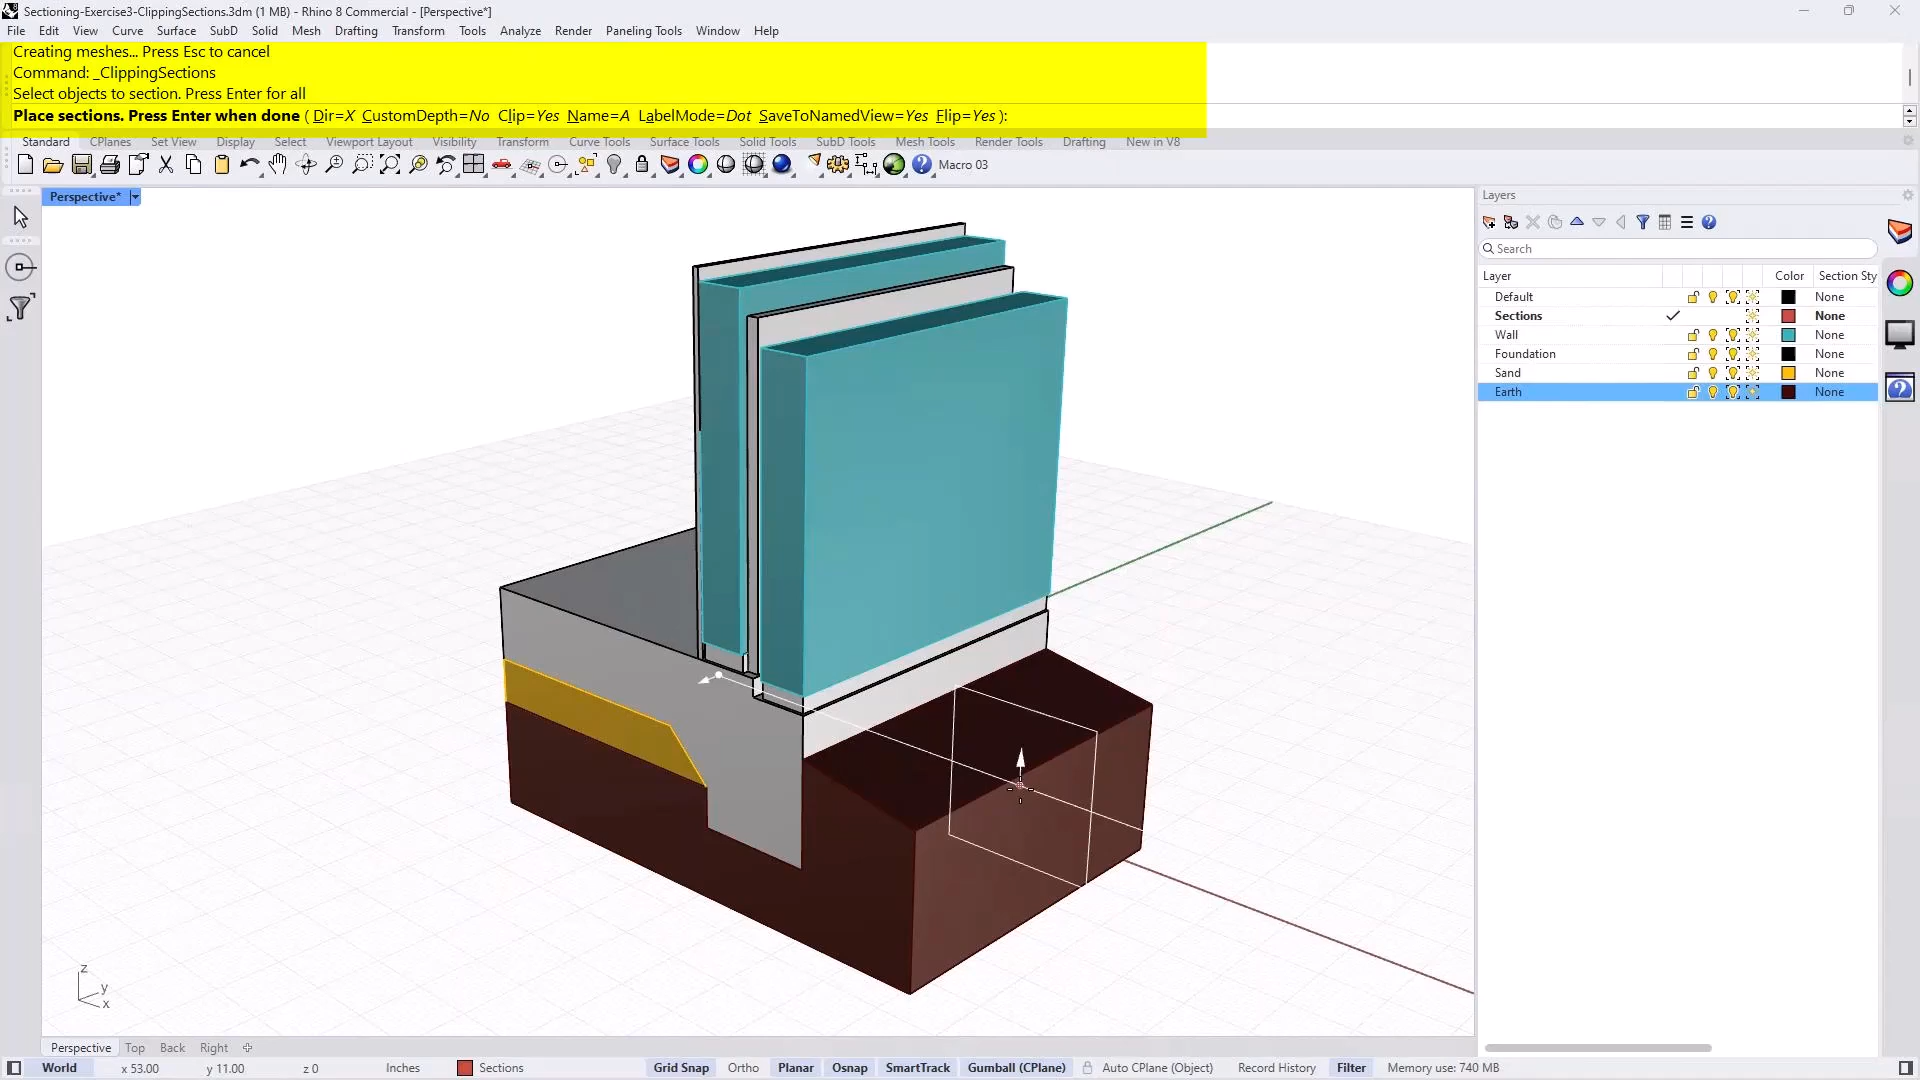 Sectioning-Exercise3-ClippingSections.3dm (1 MB) - Rhino 8 Commercial - [Perspective*]
File Edit View Curve Surface SubD Solid Mesh Drafting Transform Tools Analyze Render Paneling Tools Window Help
Creating meshes... Press Esc to cancel
Command: _ClippingSections
Select objects to section. Press Enter for all
Place sections. Press Enter when done ( Dir=X CustomDepth=No Clip=Yes Name=A LabelMode=Dot SaveToNamedView=Yes Flip=Yes ):
Standard CPlanes Set View Display Select Viewport Layout Visibility Transform Curve Tools Surface Tools Solid Tools SubD Tools Mesh Tools Render Tools Drafting New in V8
Macro 03
Perspective*
Layers
Search
Layer Color Section Sty
Default None
Sections None
Wall None
Foundation None
Sand None
Earth None
z
y
x
Perspective Top Back Right
World x 53.00 y 11.00 z 0 Inches Sections Grid Snap Ortho Planar Osnap SmartTrack Gumball (CPlane) Auto CPlane (Object) Record History Filter Memory use: 740 MB